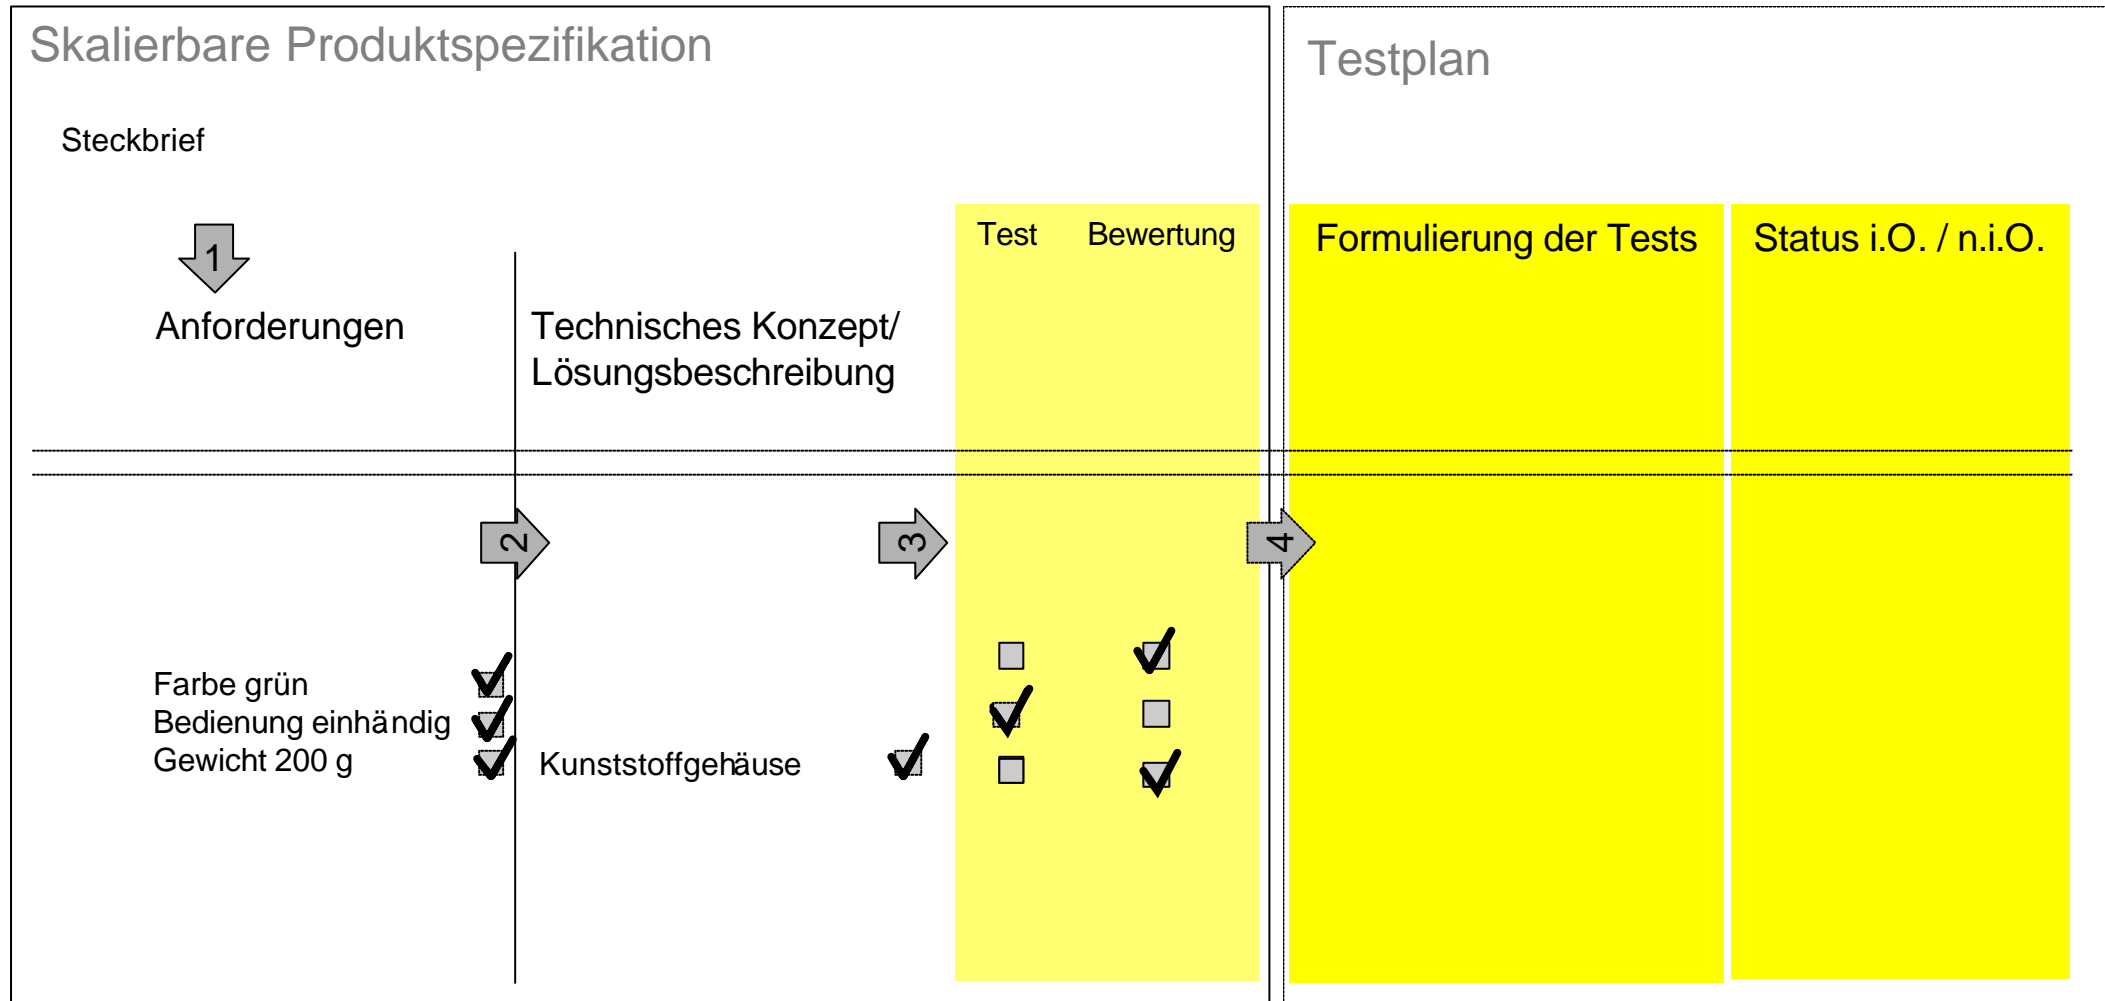 Skalierbare Produktspezifikation
Testplan
Steckbrief
1
Test
Bewertung
Formulierung der Tests
Status i.O. / n.i.O.
Anforderungen
Technisches Konzept/
Lösungsbeschreibung
2
3
4
Farbe grün
Bedienung einhändig
Gewicht 200 g
Kunststoffgehäuse